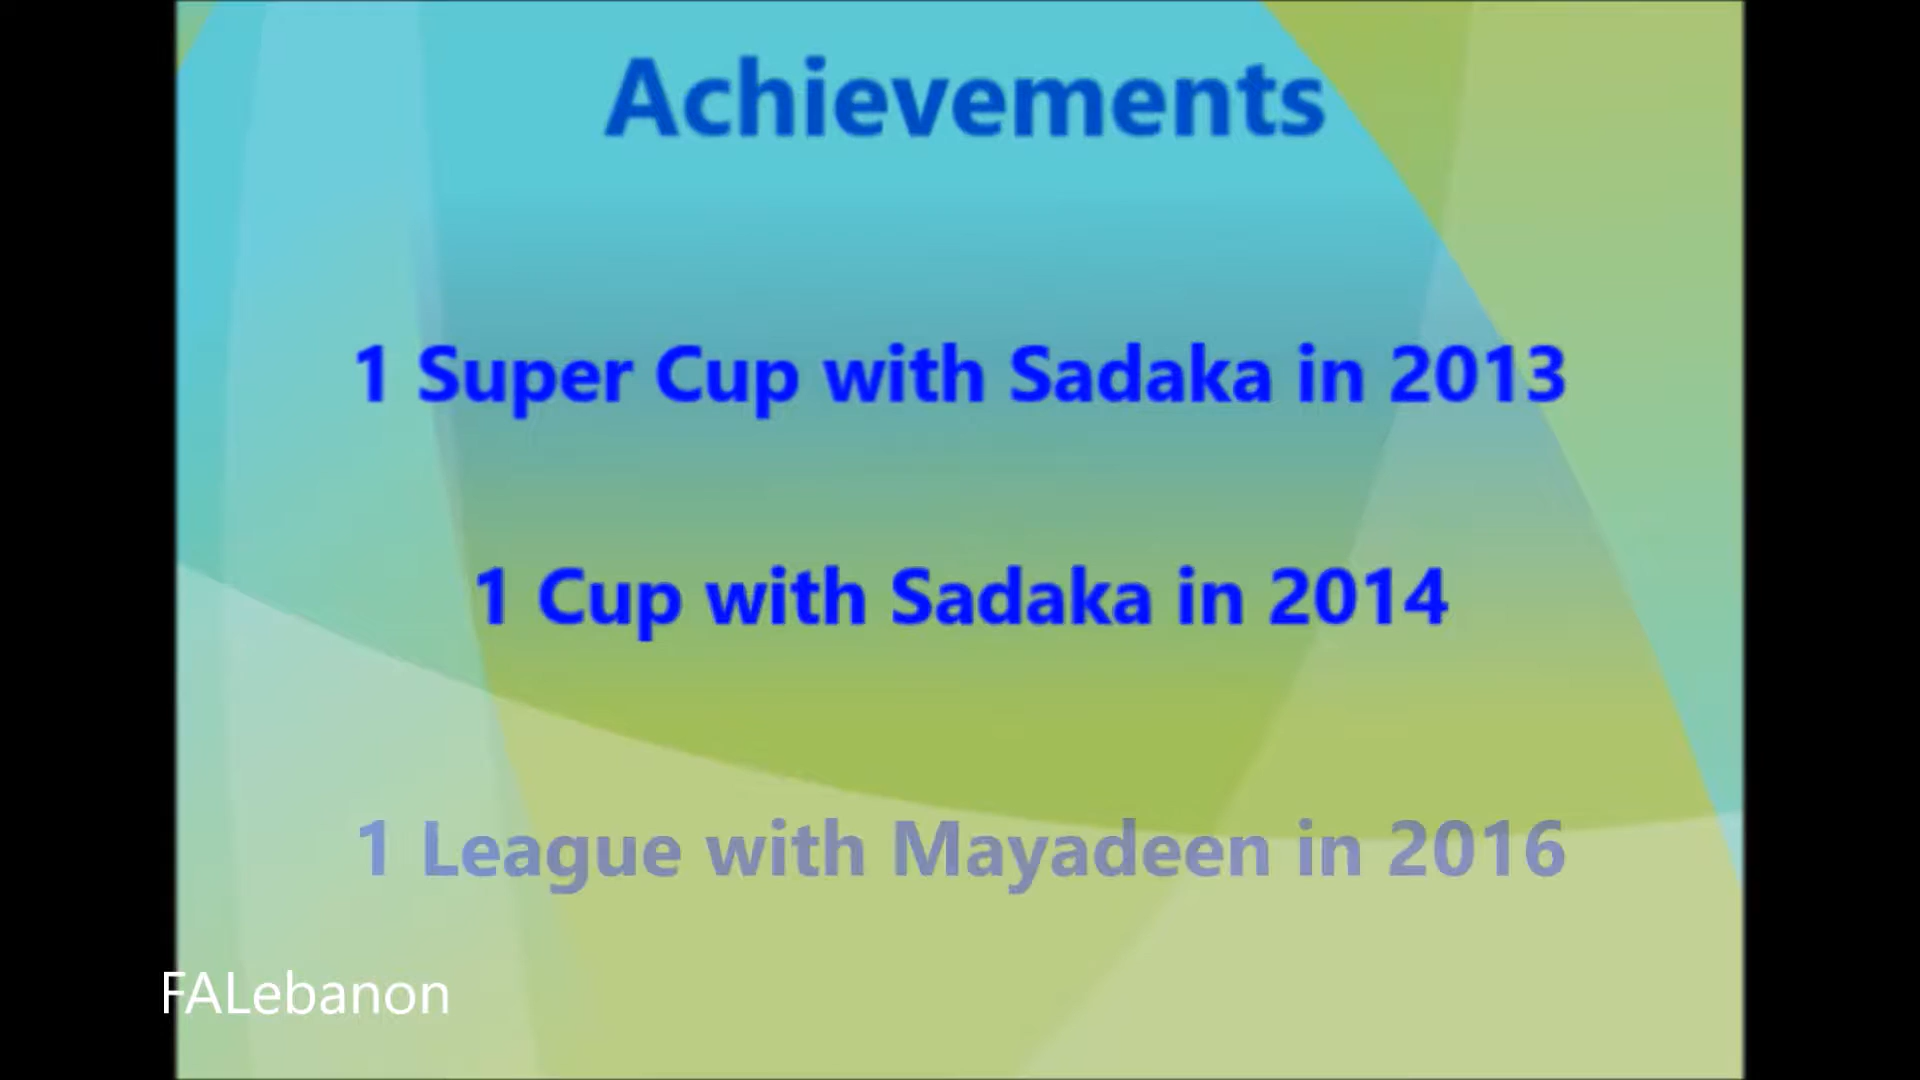 Achievements
1 Super Cup with Sadaka in 2013
1 Cup with Sadaka in 2014
1 League with Mayadeen in 2016
FALebanon